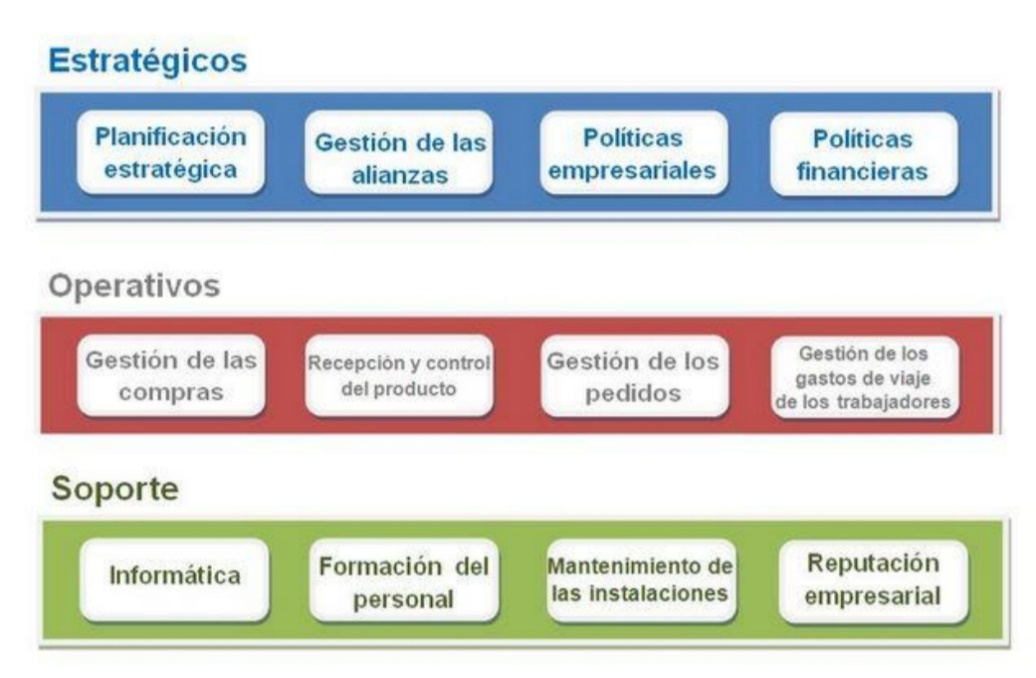 Estratégicos
Planificación
estratégica
Gestión de las
alianzas
Políticas
empresariales
Políticas
financieras
Operativos
Gestión de las
compras
Recepción y control
del producto
Gestión de los
pedidos
Gestión de los
gastos de viaje
de los trabajadores
Soporte
Informática
Formación del
personal
Mantenimiento de
las instalaciones
Reputación
empresarial